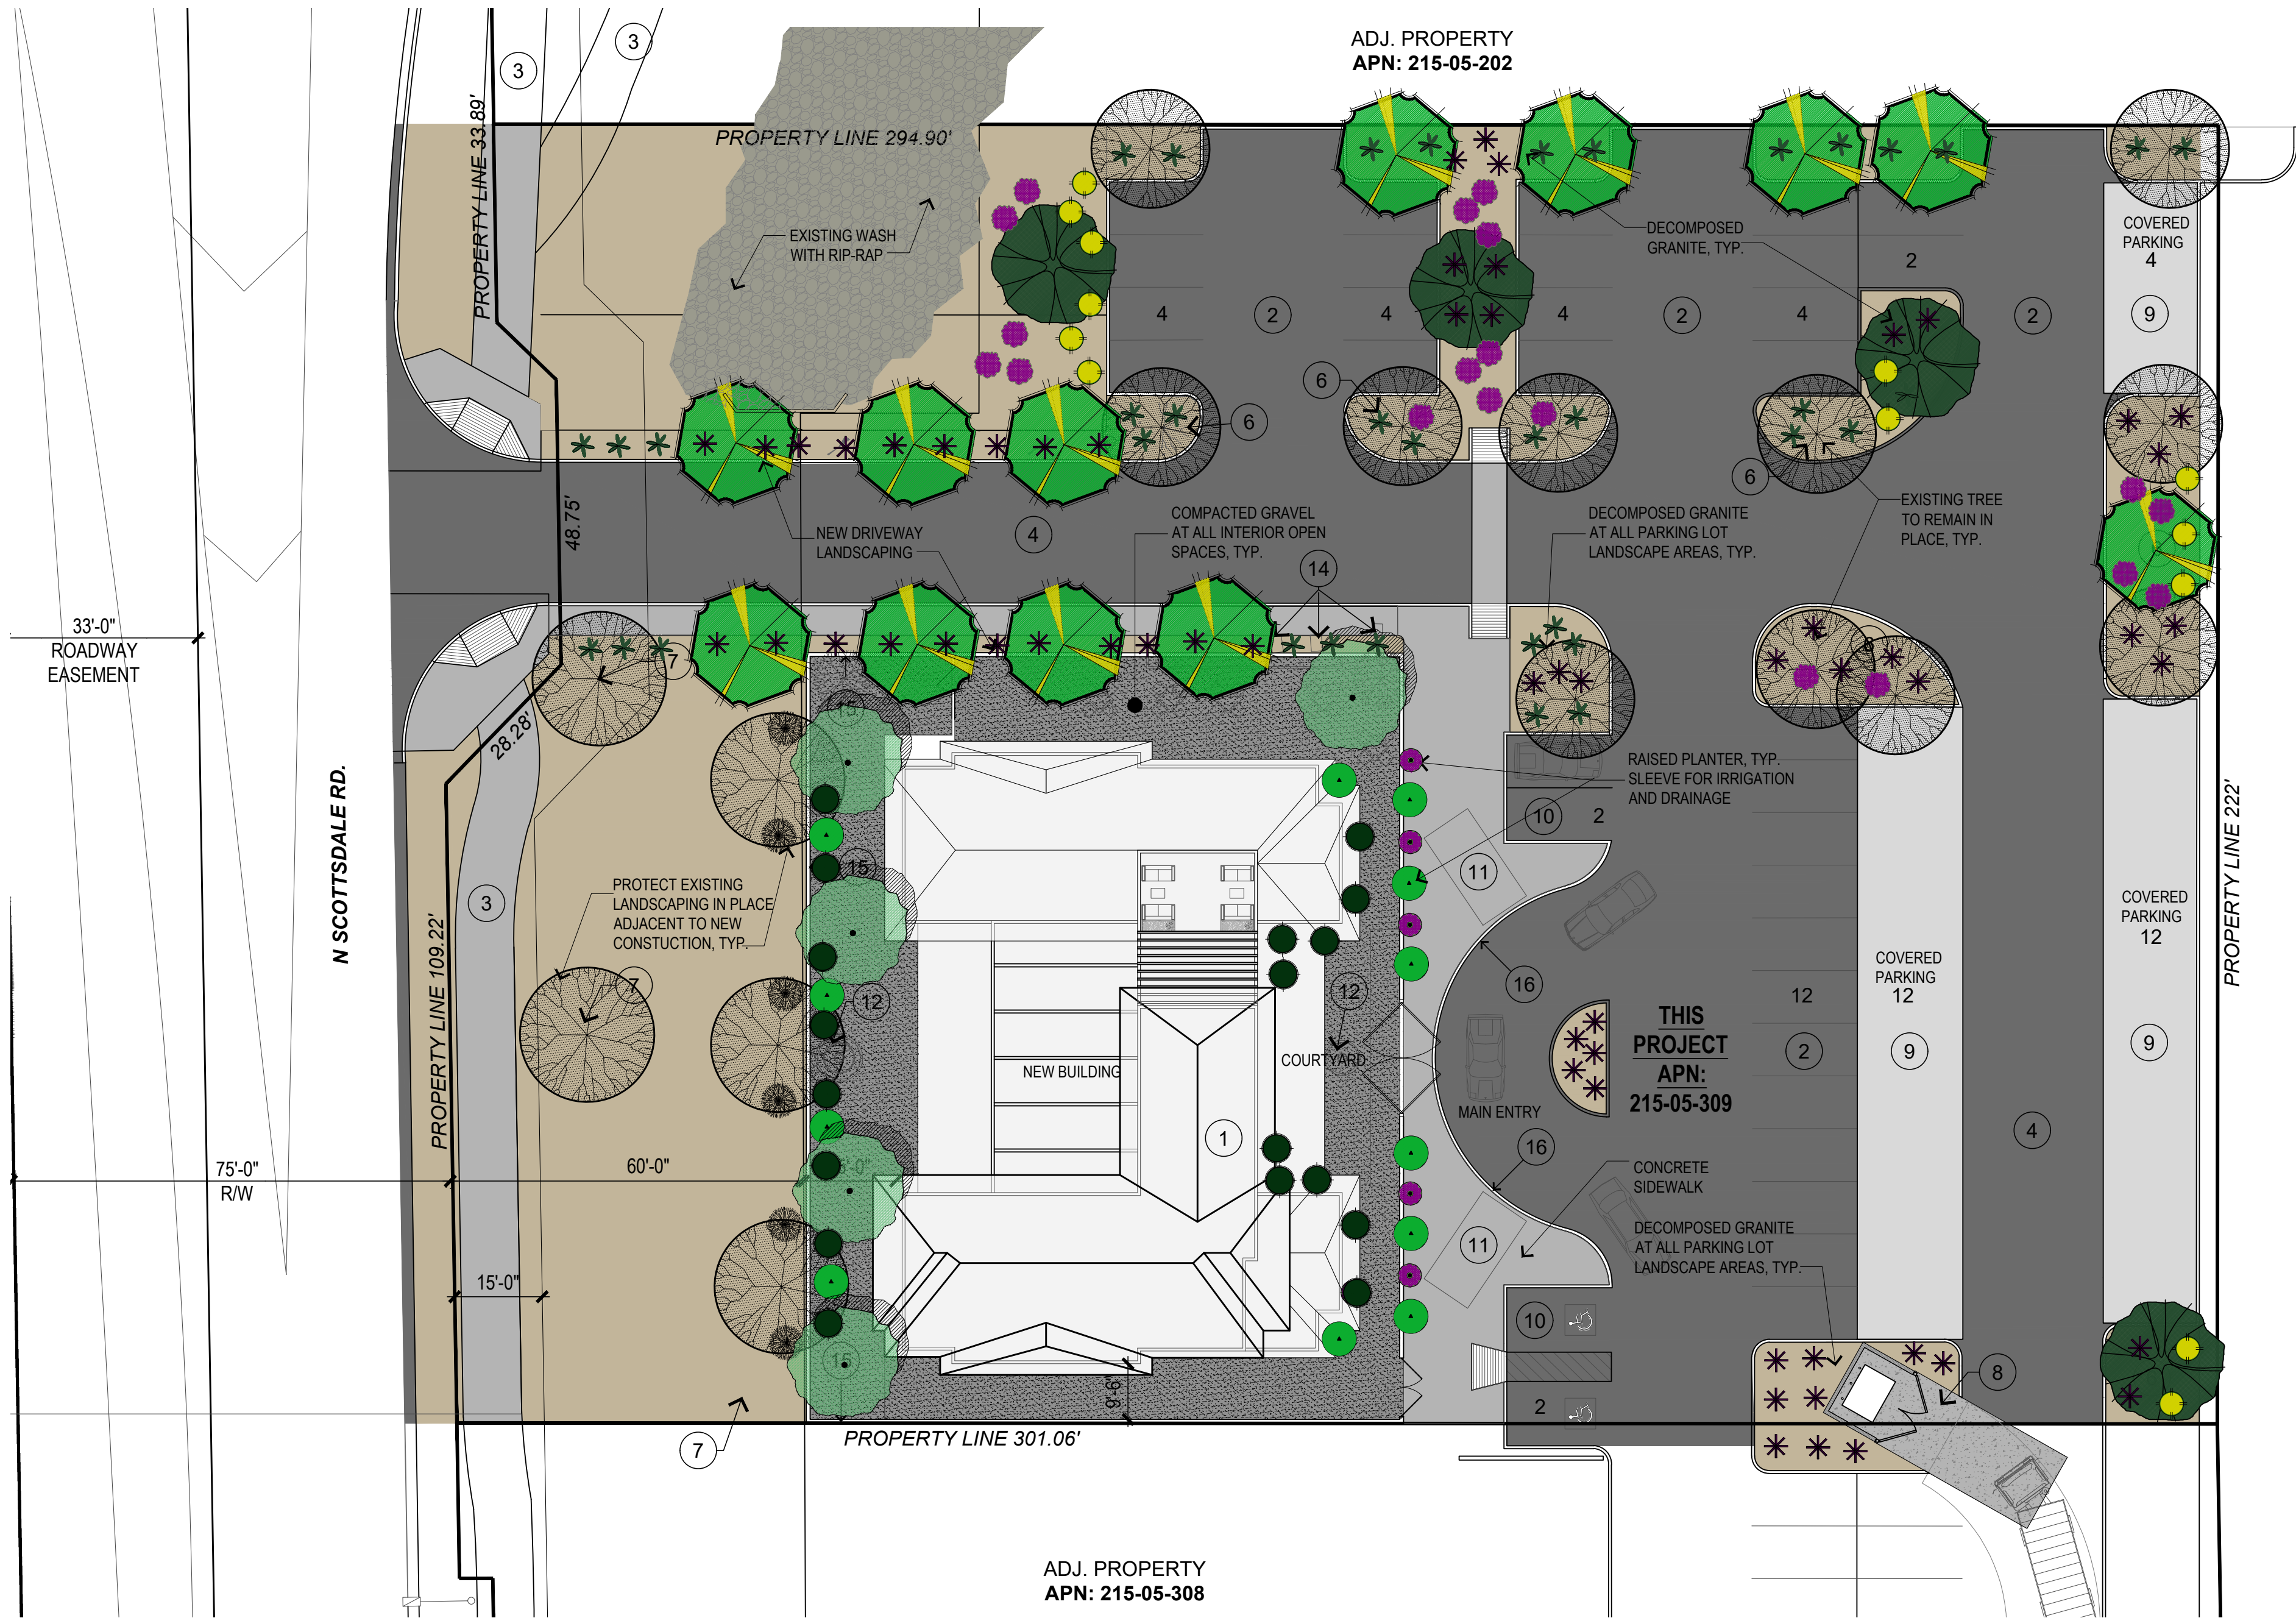 ADJ. PROPERTY
APN: 215-05-202
3
3
PROPERTY LINE 33.89'
PROPERTY LINE 294.90'
EXISTING WASH
WITH RIP-RAP
DECOMPOSED
GRANITE, TYP.
COVERED
PARKING
4
2
4
2
4
4
2
4
2
9
6
6
6
48.75'
NEW DRIVEWAY
LANDSCAPING
4
COMPACTED GRAVEL
AT ALL INTERIOR OPEN
SPACES, TYP.
14
DECOMPOSED GRANITE
AT ALL PARKING LOT
LANDSCAPE AREAS, TYP.
EXISTING TREE
TO REMAIN IN
PLACE, TYP.
33'-0"
ROADWAY
EASEMENT
7
6
28.28'
15
N SCOTTSDALE RD.
RAISED PLANTER, TYP.
SLEEVE FOR IRRIGATION
AND DRAINAGE
10
2
PROPERTY LINE 222'
PROTECT EXISTING
LANDSCAPING IN PLACE
ADJACENT TO NEW
CONSTUCTION, TYP.
15
11
3
PROPERTY LINE 109.22'
COVERED
PARKING
12
COVERED
PARKING
12
7
12
12
16
12
THIS
PROJECT
APN:
215-05-309
2
9
9
NEW BUILDING
COURTYARD
MAIN ENTRY
1
16
4
75'-0"
R/W
60'-0"
CONCRETE
SIDEWALK
15'-0"
11
DECOMPOSED GRANITE
AT ALL PARKING LOT
LANDSCAPE AREAS, TYP.
10
15
9'-6"
8
2
7
PROPERTY LINE 301.06'
ADJ. PROPERTY
APN: 215-05-308